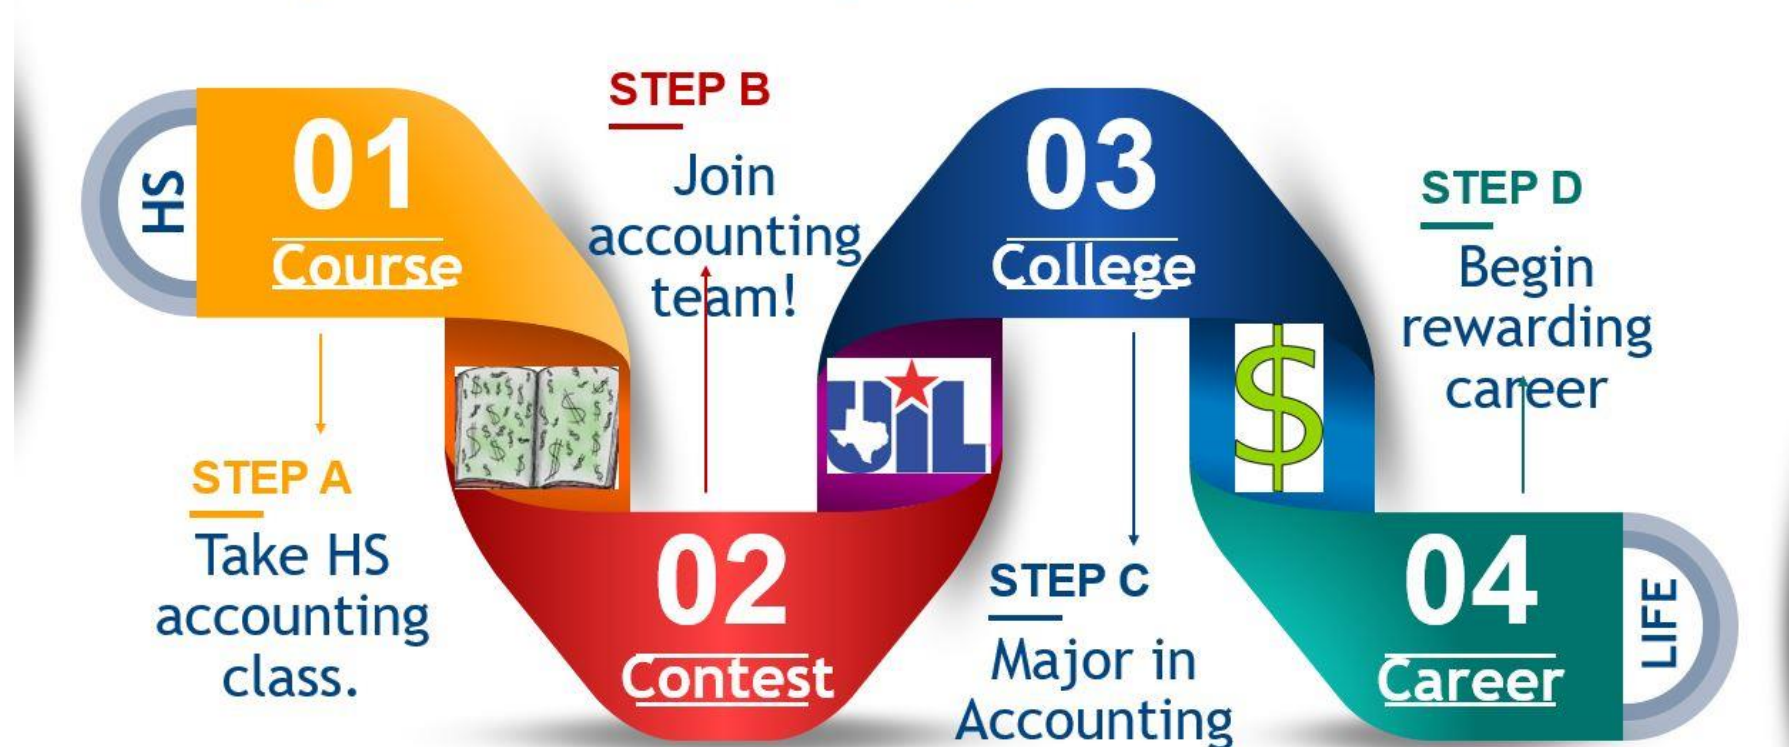 HS
01
Course
STEP A
Take HS
accounting
class.
STEP B
Join
accounting
team!
02
Contest
UIL
03
College
STEP C
Major in
Accounting
STEP D
Begin
rewarding
career
$
04
Career
LIFE